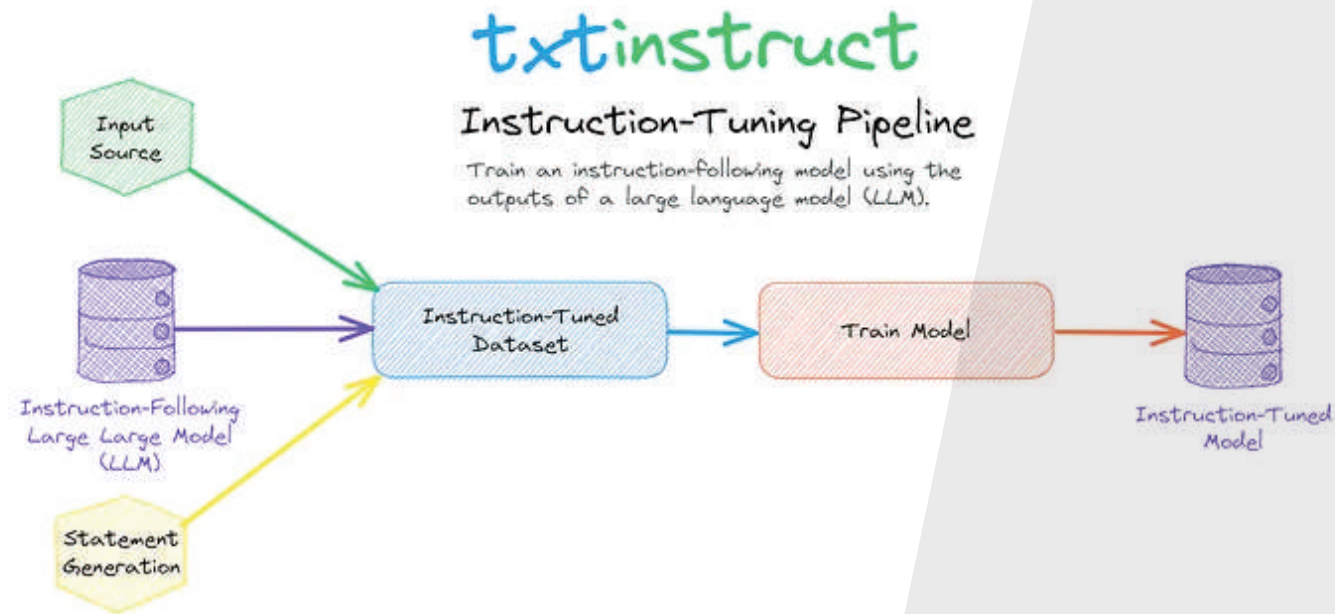 txtinstruct
Instruction-Tuning Pipeline
Train an instruction-following model using the
outputs of a large language model (LLM).
Input
Source
Instruction-Following
Large Large Model
(LLM)
Statement
Generation
Instruction-Tuned
Dataset
Train Model
Instruction-Tuned
Model